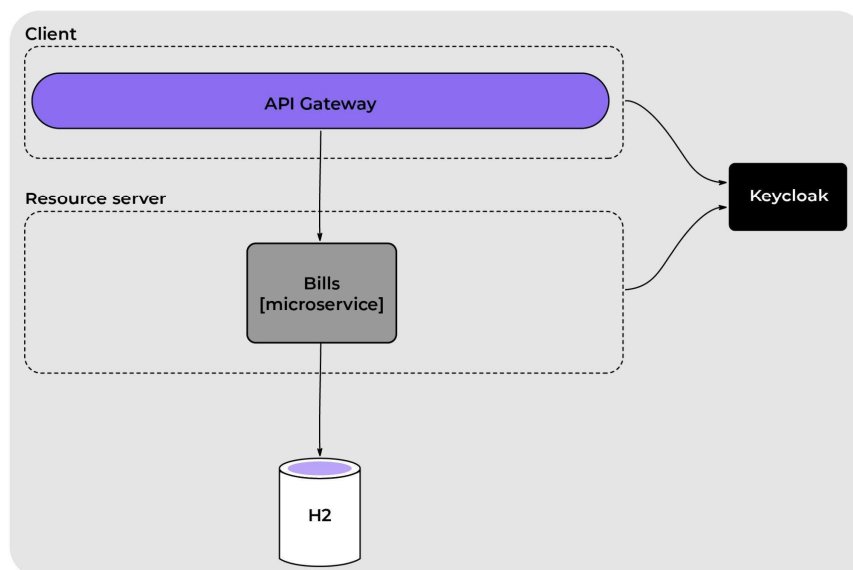 Client
API Gateway
Resource server
Keycloak
Bills
[microservice]
H2